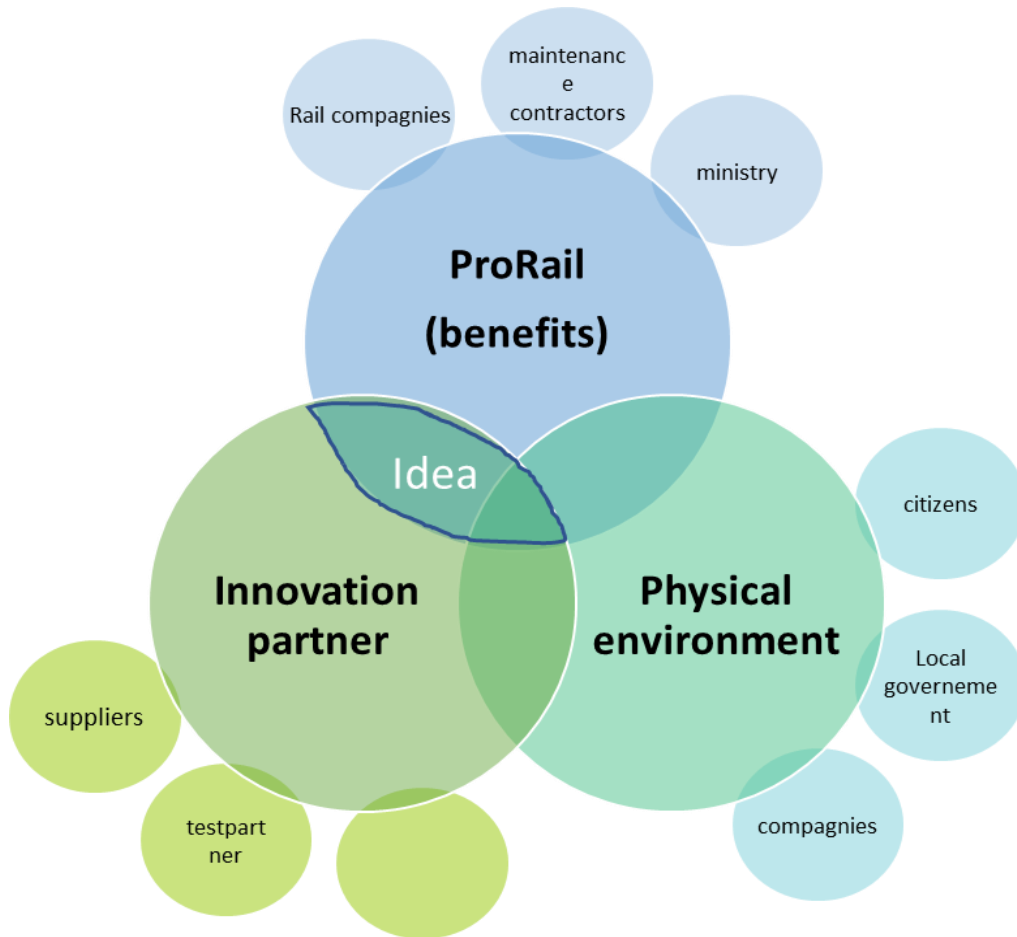 maintenanc
e
contractors
Rail compagnies
ministry
ProRail
(benefits)
Idea
citizens
Innovation
partner
Physical
environment
Local
governeme
nt
suppliers
testpart
ner
compagnies